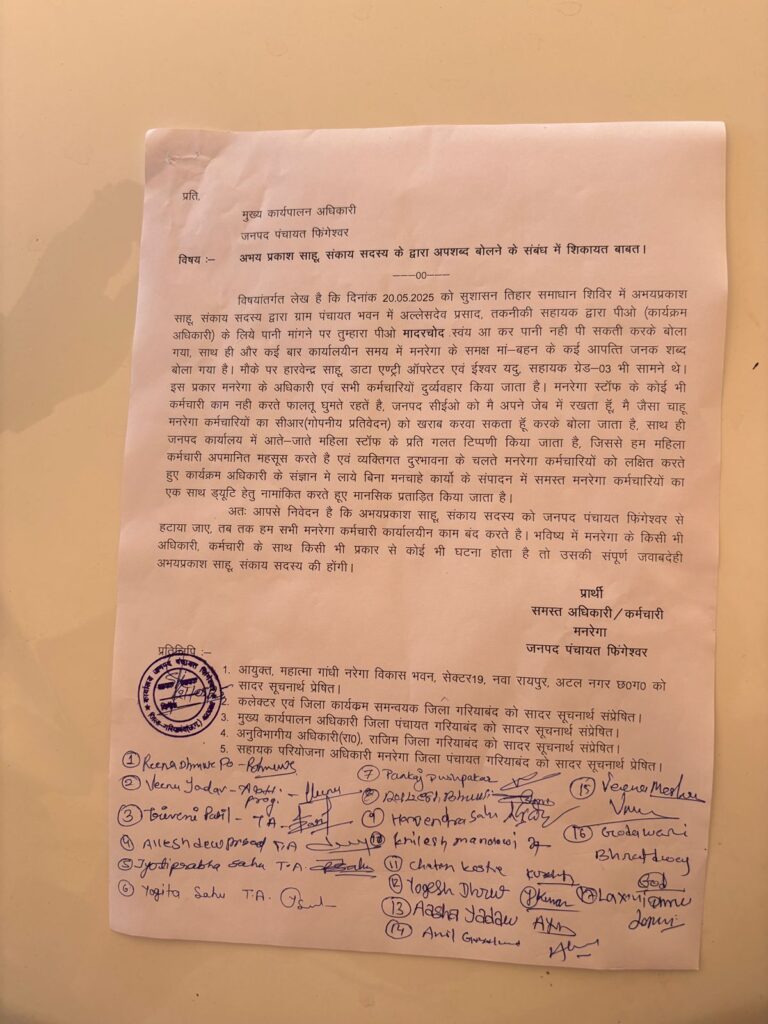 प्रति,
मुख्य कार्यपालन अधिकारी
जनपद पंचायत फिंगेश्वर
विषय :– अभय प्रकाश साहू, संकाय सदस्य के द्वारा अपशब्द बोलने के संबंध में शिकायत बाबत।
–––00–––
विषयांतर्गत लेख है कि दिनांक 20.05.2025 को सुशासन तिहार समाधान शिविर में अभयप्रकाश
साहू, संकाय सदस्य द्वारा ग्राम पंचायत भवन में अल्लेसदेव प्रसाद, तकनीकी सहायक द्वारा पीओ (कार्यक्रम
अधिकारी) के लिये पानी मांगने पर तुम्हारा पीओ मादरचोद स्वंय आ कर पानी नही पी सकती करके बोला
गया, साथ ही और कई बार कार्यालयीन समय में मनरेगा के समक्ष मां–बहन के कई आपत्ति जनक शब्द
बोला गया है। मौके पर हारवेन्द्र साहू, डाटा एण्ट्री ऑपरेटर एवं ईश्वर यदु, सहायक ग्रेड–03 भी सामने थे।
इस प्रकार मनरेगा के अधिकारी एवं सभी कर्मचारियों दुर्व्यवहार किया जाता है। मनरेगा स्टॉफ के कोई भी
कर्मचारी काम नही करते फालतू घुमते रहतें है, जनपद सीईओ को मै अपने जेब में रखता हूँ, मै जैसा चाहू
मनरेगा कर्मचारियों का सीआर(गोपनीय प्रतिवेदन) को खराब करवा सकता हूँ करके बोला जाता है, साथ ही
जनपद कार्यालय में आते–जाते महिला स्टॉफ के प्रति गलत टिप्पणी किया जाता है, जिससे हम महिला
कर्मचारी अपमानित महसूस करते है एवं व्यक्तिगत दुरभावना के चलते मनरेगा कर्मचारियों को लक्षित करते
हुए कार्यक्रम अधिकारी के संज्ञान मे लाये बिना मनचाहे कार्यो के संपादन में समस्त मनरेगा कर्मचारियों का
एक साथ ड्यूटि हेतु नामांकित करते हूए मानसिक प्रताड़ित किया जाता है।
अतः आपसे निवेदन है कि अभयप्रकाश साहू, संकाय सदस्य को जनपद पंचायत फिंगेश्वर से
हटाया जाए, तब तक हम सभी मनरेगा कर्मचारी कार्यालयीन काम बंद करते है। भविष्य में मनरेगा के किसी भी
अधिकारी, कर्मचारी के साथ किसी भी प्रकार से कोई भी घटना होता है तो उसकी संपूर्ण जवाबदेही
अभयप्रकाश साहू, संकाय सदस्य की होंगी।
प्रार्थी
समस्त अधिकारी/कर्मचारी
मनरेगा
जनपद पंचायत फिंगेश्वर
प्रतिलिपि :–
1. आयुक्त, महात्मा गांधी नरेगा विकास भवन, सेक्टर19, नवा रायपुर, अटल नगर छ0ग0 को
सादर सूचनार्थ प्रेषित।
2. कलेक्टर एवं जिला कार्यकम समन्वयक जिला गरियाबंद को सादर सूचनार्थ संप्रेषित।
3. मुख्य कार्यपालन अधिकारी जिला पंचायत गरियाबंद को सादर सूचनार्थ संप्रेषित।
4. अनुविभागीय अधिकारी(रा0), राजिम जिला गरियाबंद को सादर सूचनार्थ संप्रेषित।
5. सहायक परियोजना अधिकारी मनरेगा जिला पंचायत गरियाबंद को सादर सूचनार्थ संप्रेषित।
① Reena Dhruwe Po –
② Veenu Yadav –
③ Triveni Patil – T.A.
④ Allesh dew prasad T.A
⑤ Jyotiprabha Sahu T.A.
⑥ Yogita Sahu T.A.
⑦ Pankaj
⑨ Harvendra Sahu
⑩ Khilesh
⑪ Chetan
⑫ Yogesh Dhruw
⑬ Aasha Yadaw
⑭ Anil
⑮ Veena
⑯ Godawari